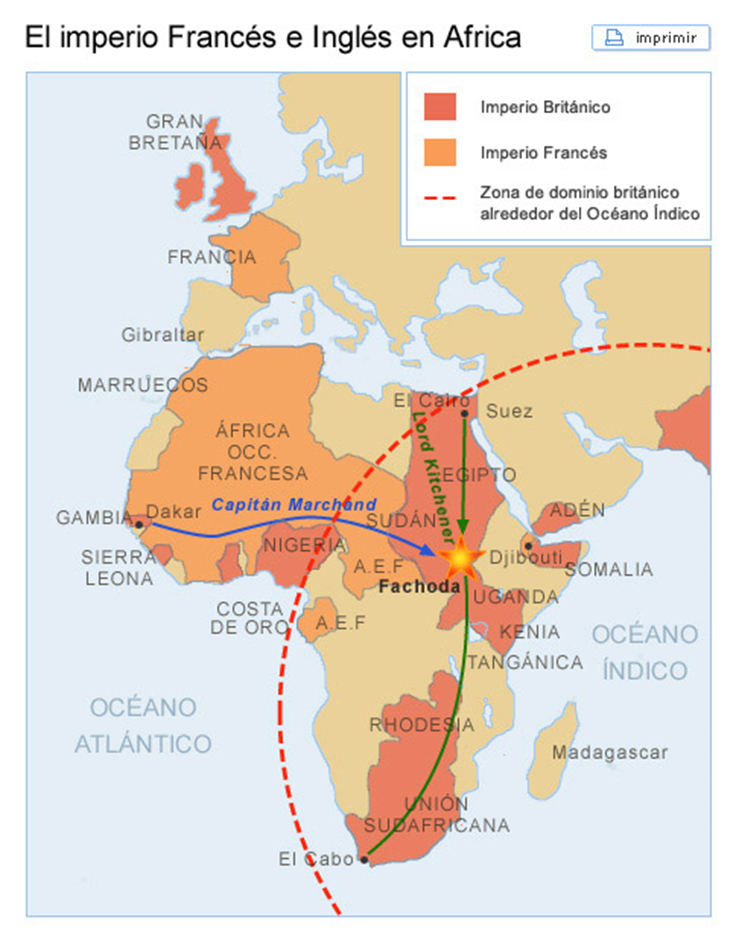 El imperio Francés e Inglés en Africa
imprimir
Imperio Británico
Imperio Francés
Zona de dominio británico
alrededor del Océano Índico
GRAN
BRETAÑA
FRANCIA
Gibraltar
MARRUECOS
El Cairo
Suez
ÁFRICA
OCC.
FRANCESA
Lord Kitchener
EGIPTO
Capitán Marchand
GAMBIA
Dakar
SUDÁN
ADÉN
NIGERIA
SIERRA
LEONA
A.E.F
Djibouti
SOMALIA
Fachoda
UGANDA
COSTA
DE ORO
A.E.F
KENIA
OCÉANO
ÍNDICO
TANGÁNICA
OCÉANO
ATLÁNTICO
RHODESIA
Madagascar
UNIÓN
SUDAFRICANA
El Cabo